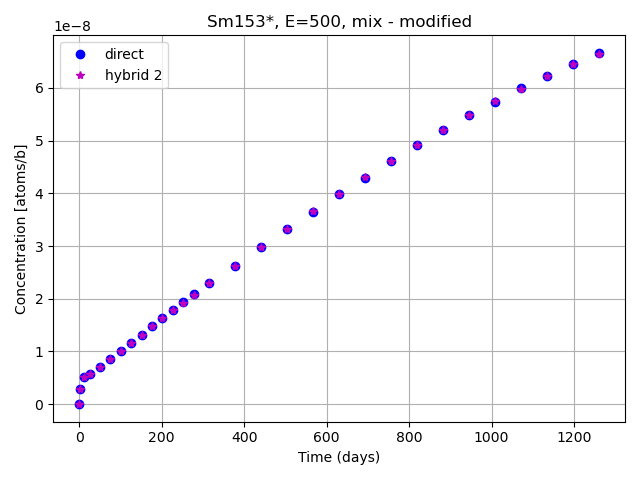 Sm153*, E=500, mix - modified
1e−8
direct
hybrid 2
6
5
4
3
2
1
0
Concentration [atoms/b]
0 200 400 600 800 1000 1200
Time (days)